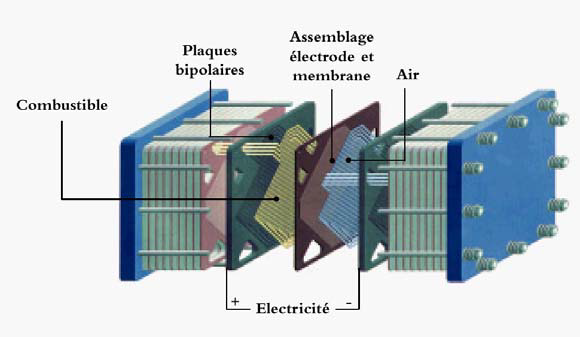 Assemblage
électrode et
membrane
Plaques
bipolaires
Air
Combustible
+ Electricité -